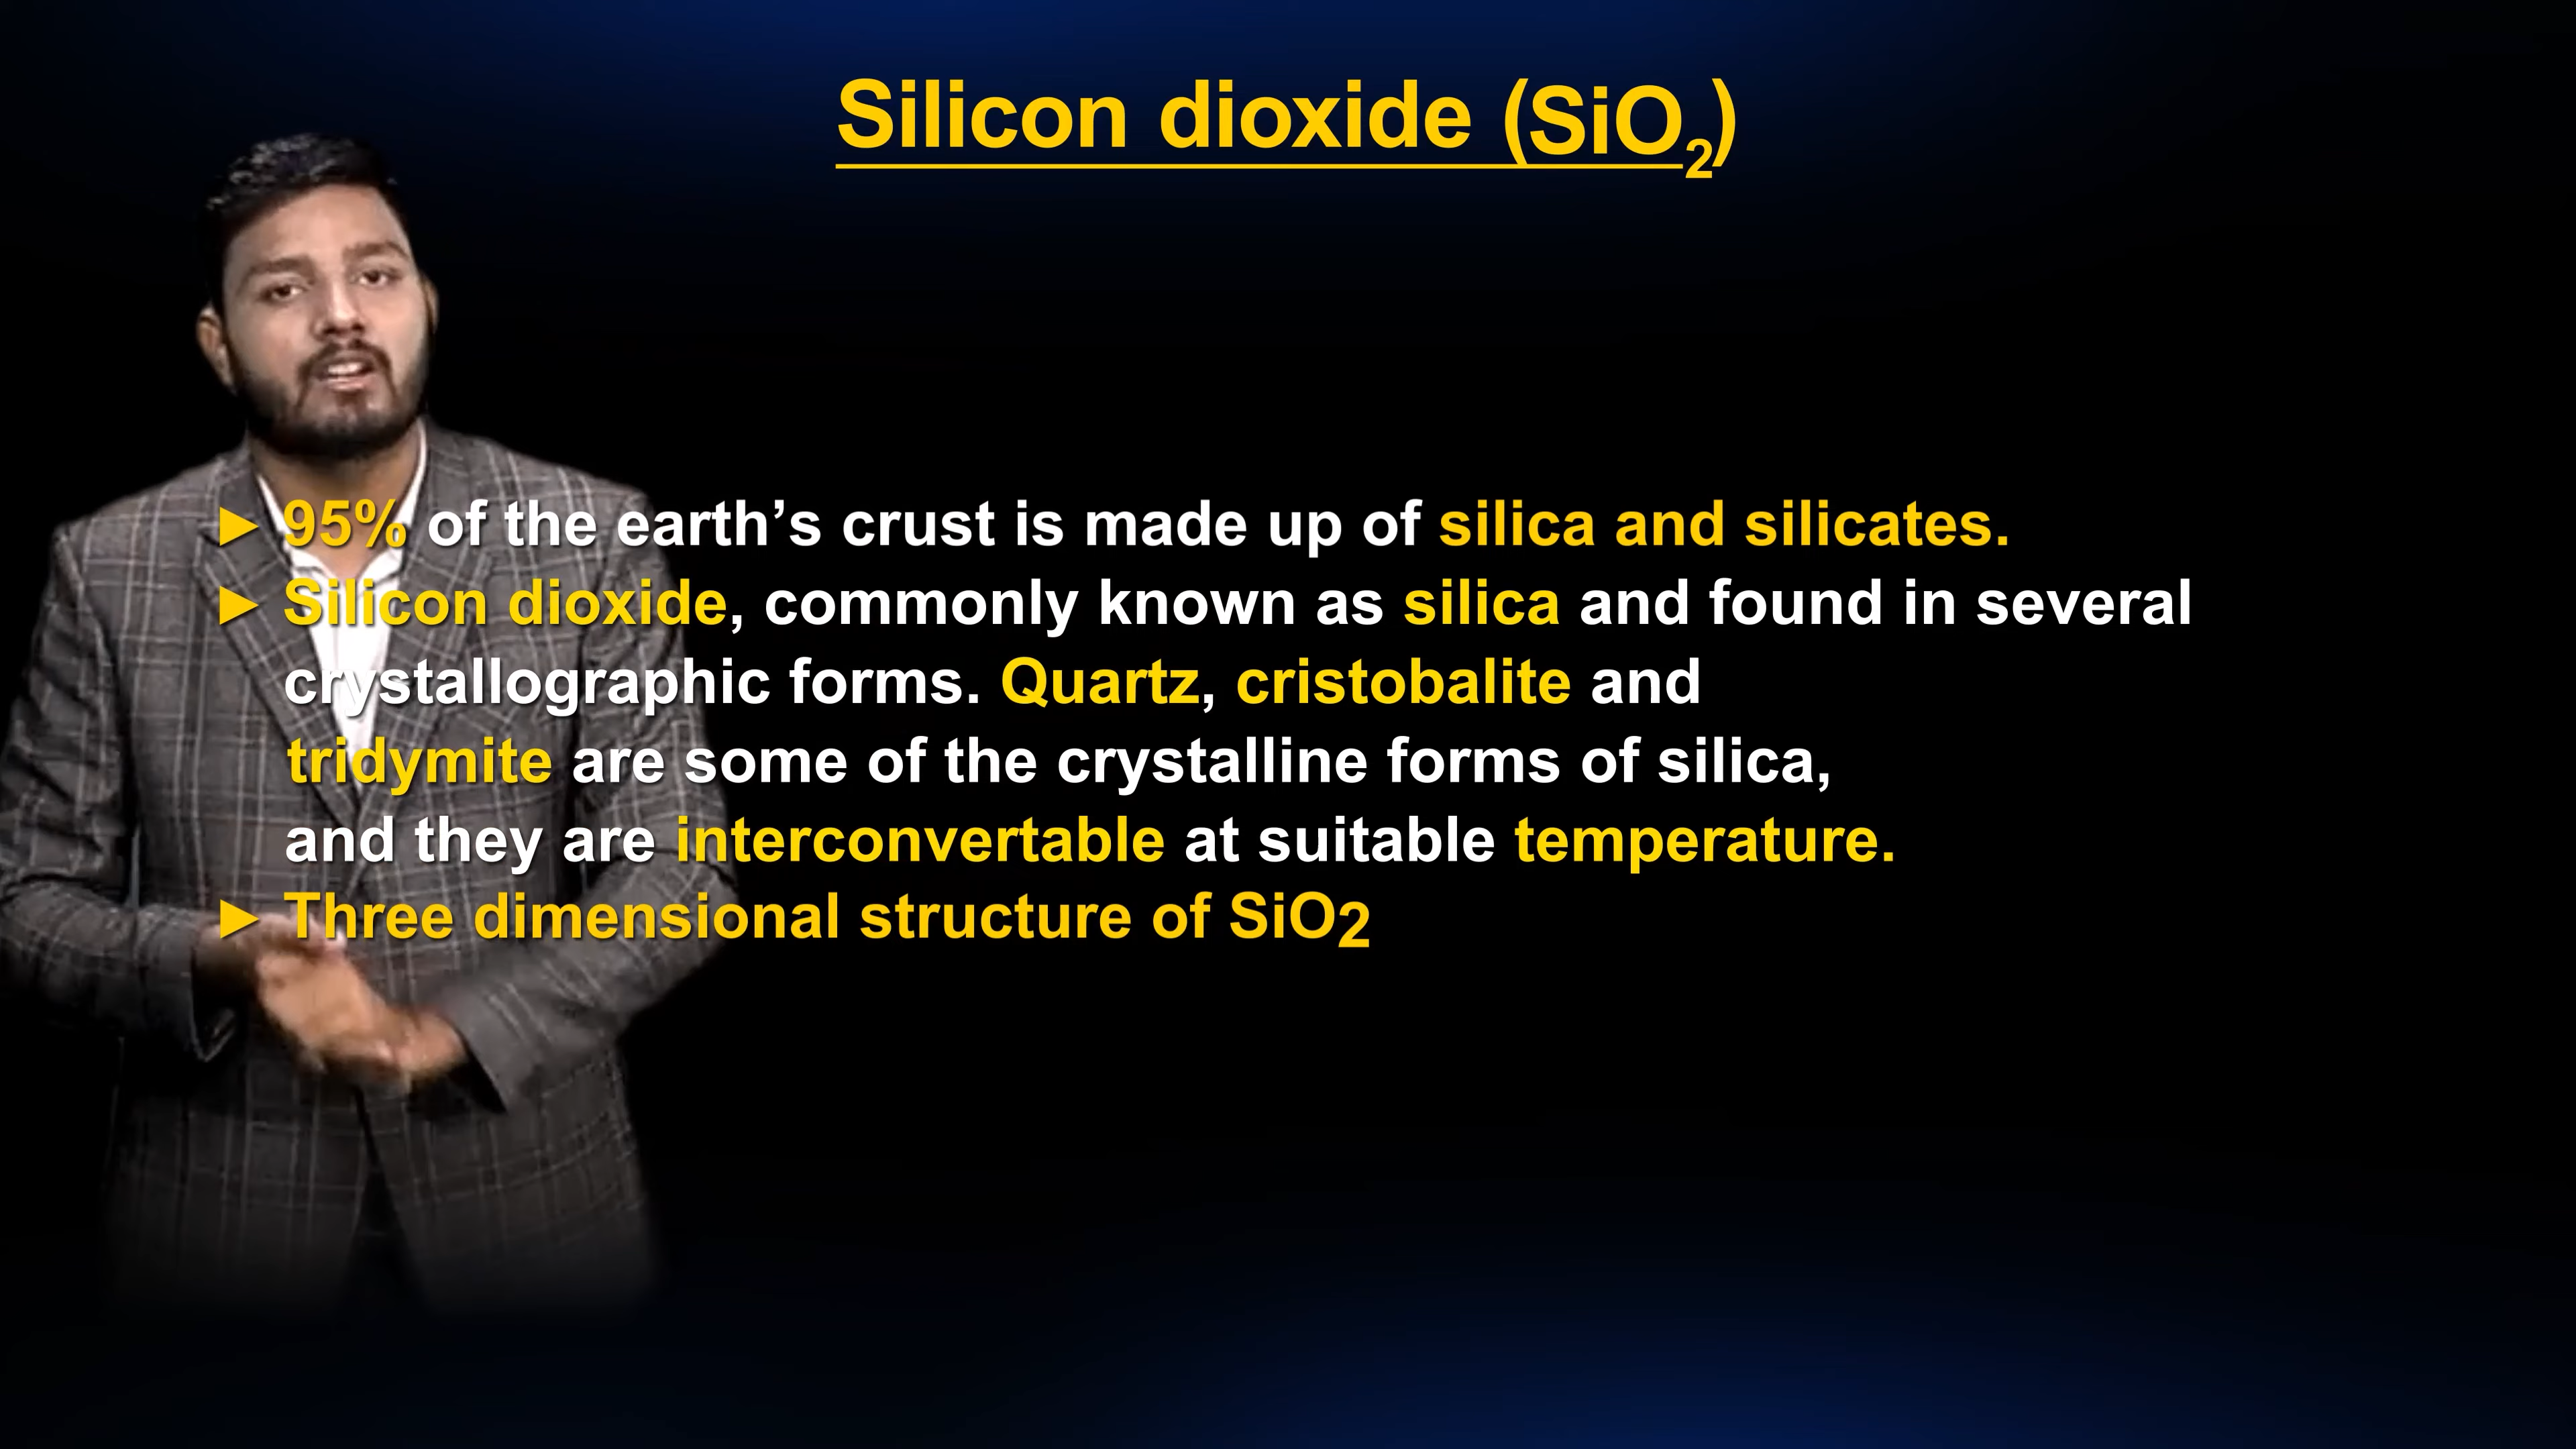 Silicon dioxide (SiO₂)
► 95% of the earth’s crust is made up of silica and silicates.
► Silicon dioxide, commonly known as silica and found in several
crystallographic forms. Quartz, cristobalite and
tridymite are some of the crystalline forms of silica,
and they are interconvertable at suitable temperature.
► Three dimensional structure of SiO2